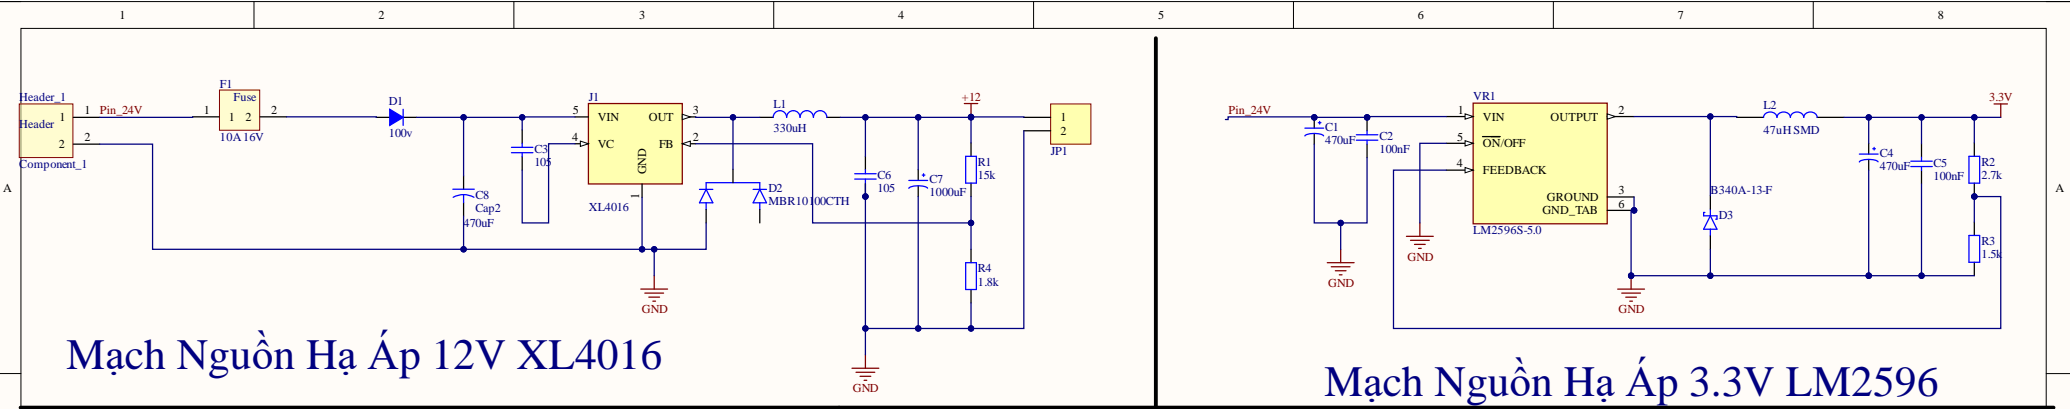 1 2 3 4 5 6 7 8
A
A
Header_1
Header
1
2
Component_1
1 Pin_24V
2
F1
Fuse
1 1 2 2
10A 16V
D1
100v
C8
Cap2
470uF
C3
105
J1
5 VIN OUT 3
4 VC FB 2
GND
1
XL4016
GND
D2
MBR10100CTH
L1
330uH
C6
105
C7
1000uF
+12
R1
15k
R4
1.8k
GND
1
2
JP1
Mạch Nguồn Hạ Áp 12V XL4016
Pin_24V
C1
470uF
C2
100nF
GND
GND
VR1
1 VIN OUTPUT 2
5 ON/OFF
4 FEEDBACK
GROUND 3
GND_TAB 6
LM2596S-5.0
GND
B340A-13-F
D3
L2
47uH SMD
C4
470uF
C5
100nF
3.3V
R2
2.7k
R3
1.5k
Mạch Nguồn Hạ Áp 3.3V LM2596